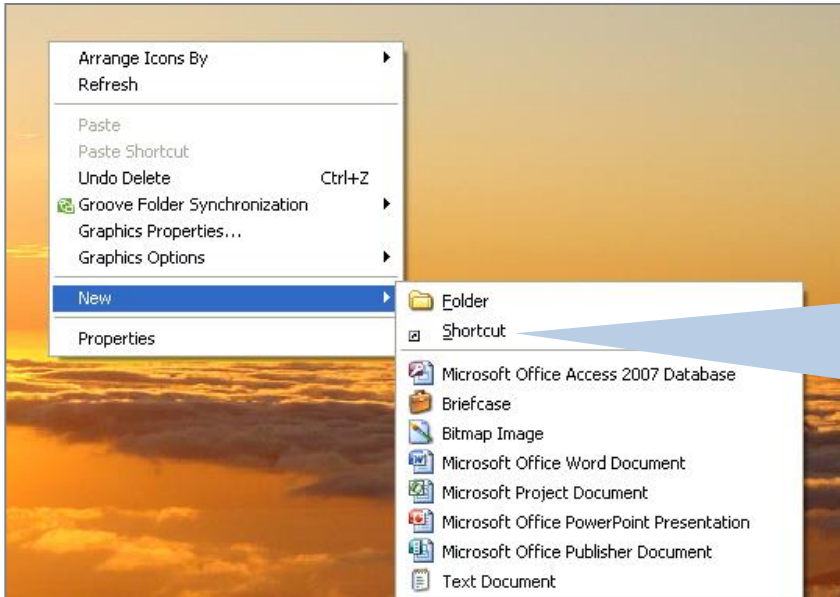 Arrange Icons By
Refresh
Paste
Paste Shortcut
Undo Delete Ctrl+Z
Groove Folder Synchronization
Graphics Properties...
Graphics Options
New
Properties
Folder
Shortcut
Microsoft Office Access 2007 Database
Briefcase
Bitmap Image
Microsoft Office Word Document
Microsoft Project Document
Microsoft Office PowerPoint Presentation
Microsoft Office Publisher Document
Text Document